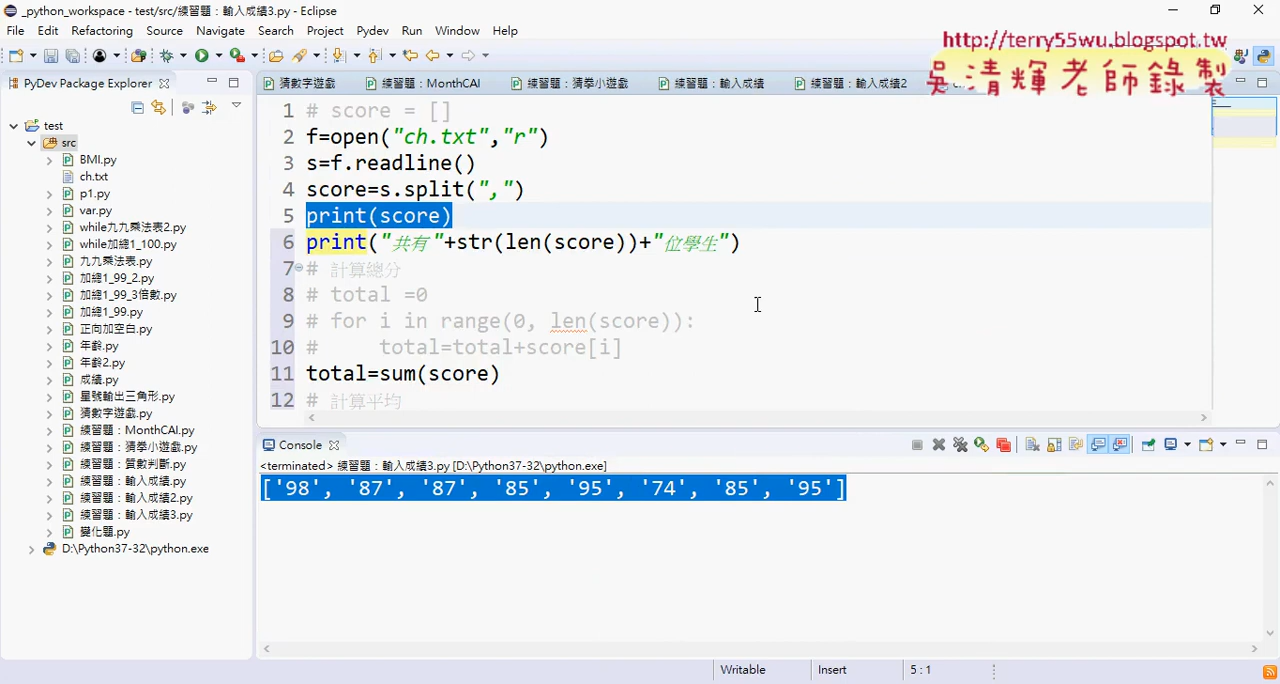 _python_workspace - test/src/練習題：輸入成績3.py - Eclipse
File Edit Refactoring Source Navigate Search Project Pydev Run Window Help
http://terry55wu.blogspot.tw
吳清輝老師錄製
PyDev Package Explorer
猜數字遊戲 練習題：MonthCAl 練習題：猜拳小遊戲 練習題：輸入成績 練習題：輸入成績2
test
src
BMI.py
ch.txt
p1.py
var.py
while九九乘法表2.py
while加總1_100.py
九九乘法表.py
加總1_99_2.py
加總1_99_3倍數.py
加總1_99.py
正向加空白.py
年齡.py
年齡2.py
成績.py
星號輸出三角形.py
猜數字遊戲.py
練習題：MonthCAl.py
練習題：猜拳小遊戲.py
練習題：質數判斷.py
練習題：輸入成績.py
練習題：輸入成績2.py
練習題：輸入成績3.py
變化題.py
D:\Python37-32\python.exe
1 # score = []
2 f=open("ch.txt","r")
3 s=f.readline()
4 score=s.split(",")
5 print(score)
6 print("共有"+str(len(score))+"位學生")
7 # 計算總分
8 # total =0
9 # for i in range(0, len(score)):
10 #     total=total+score[i]
11 total=sum(score)
12 # 計算平均
Console
<terminated> 練習題：輸入成績3.py [D:\Python37-32\python.exe]
['98', '87', '87', '85', '95', '74', '85', '95']
Writable Insert 5 : 1